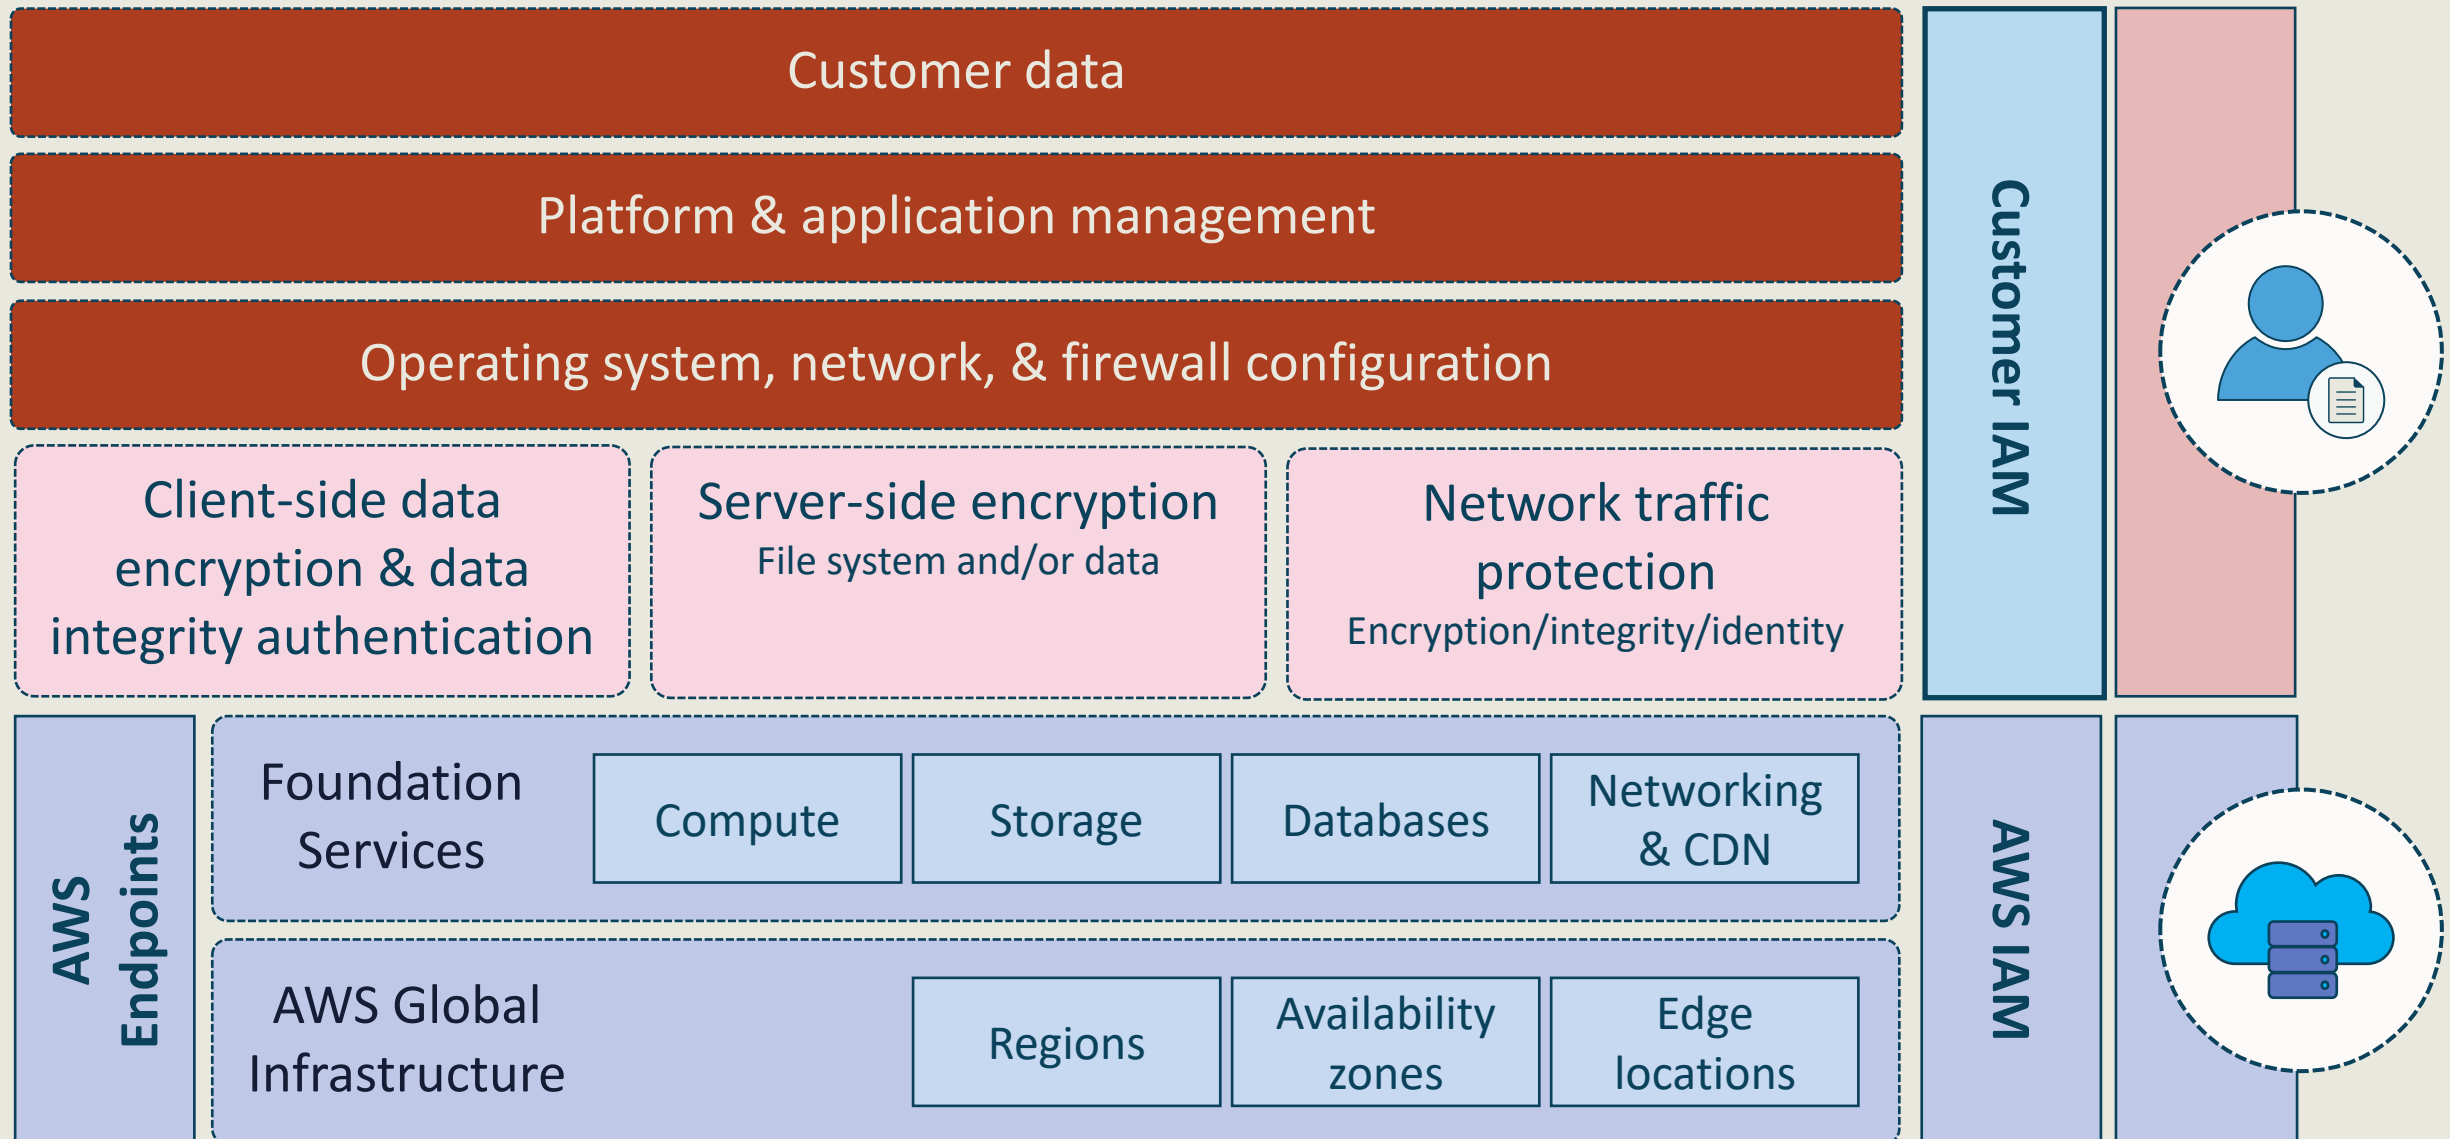 Customer data
Platform & application management
Operating system, network, & firewall configuration
Client-side data
encryption & data
integrity authentication
Server-side encryption
File system and/or data
Network traffic
protection
Encryption/integrity/identity
Customer IAM
AWS
Endpoints
Foundation
Services
Compute
Storage
Databases
Networking
& CDN
AWS Global
Infrastructure
Regions
Availability
zones
Edge
locations
AWS IAM